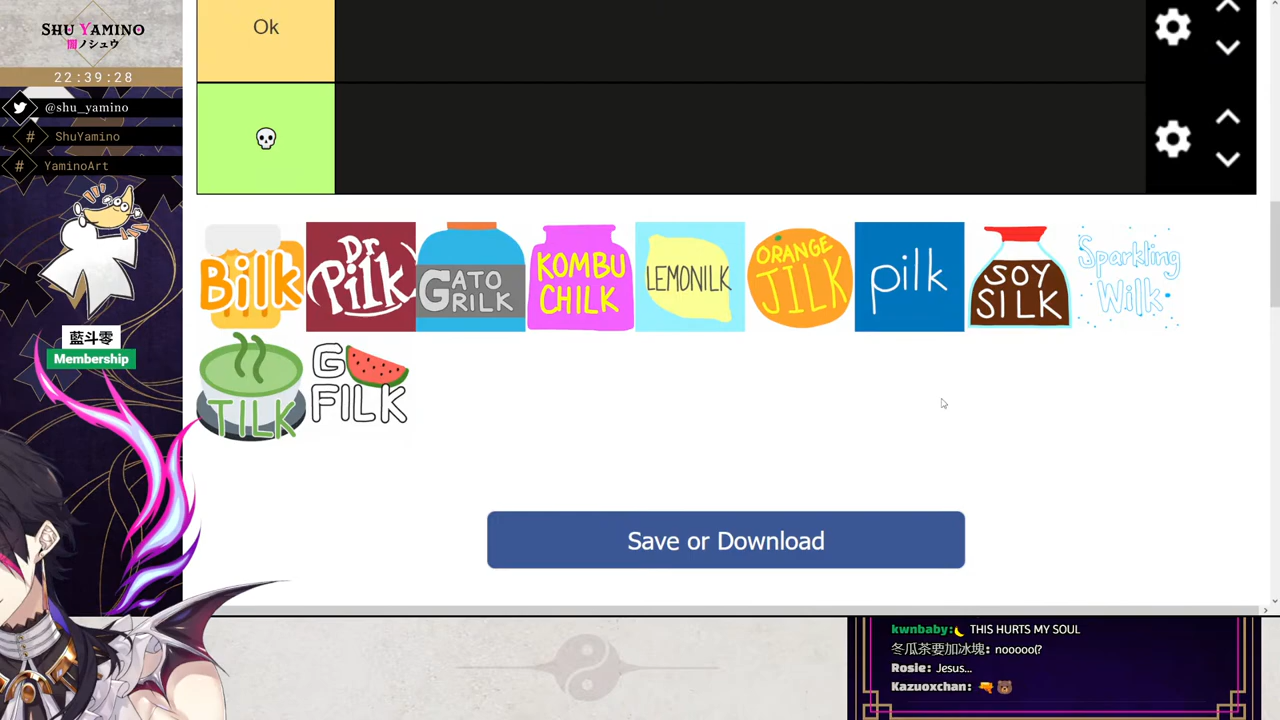 SHU YAMINO
闇ノシュウ
22:39:28
@shu_yamino
# ShuYamino
# YaminoArt
藍斗零
Membership
Ok
Bilk
DR Pilk
GATO GRILK
KOMBU CHILK
LEMONILK
ORANGE JILK
pilk
SOY SILK
Sparkling Wilk
TILK
G FILK
Save or Download
kwnbaby: THIS HURTS MY SOUL
冬瓜茶要加冰塊: nooooo(?
Rosie: Jesus...
Kazuoxchan: